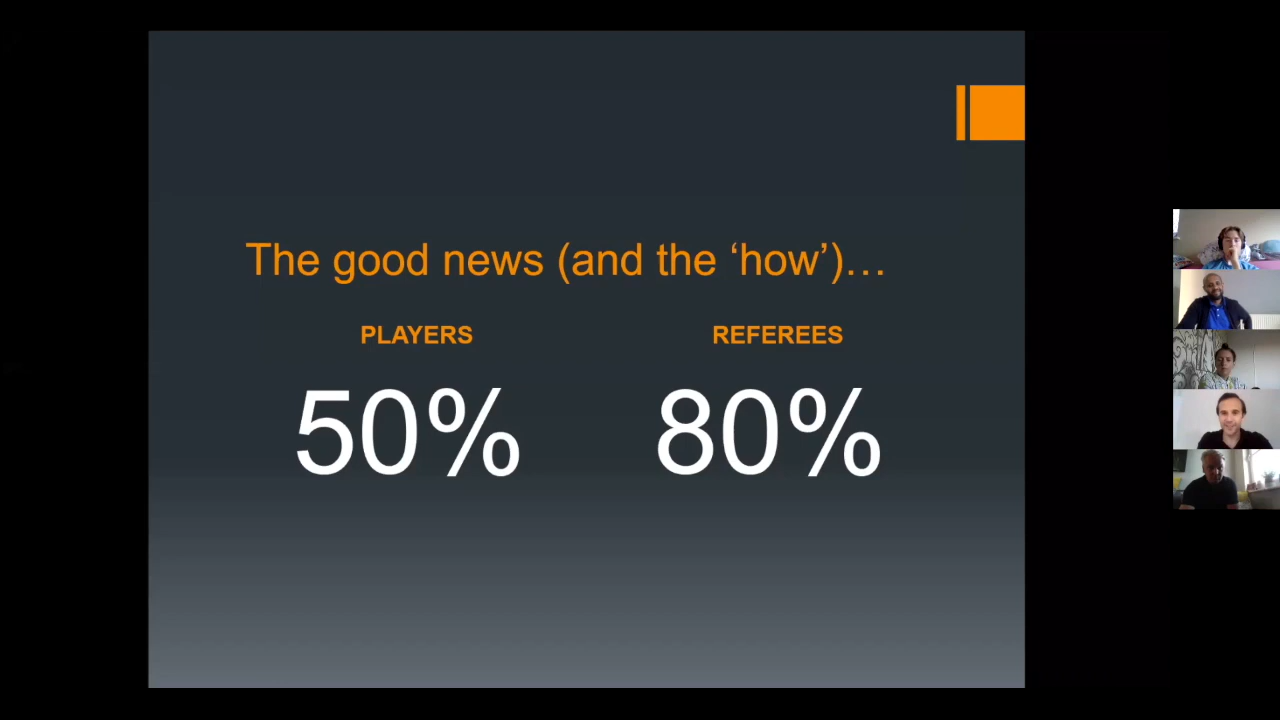 The good news (and the ‘how’)…
PLAYERS
REFEREES
50%
80%